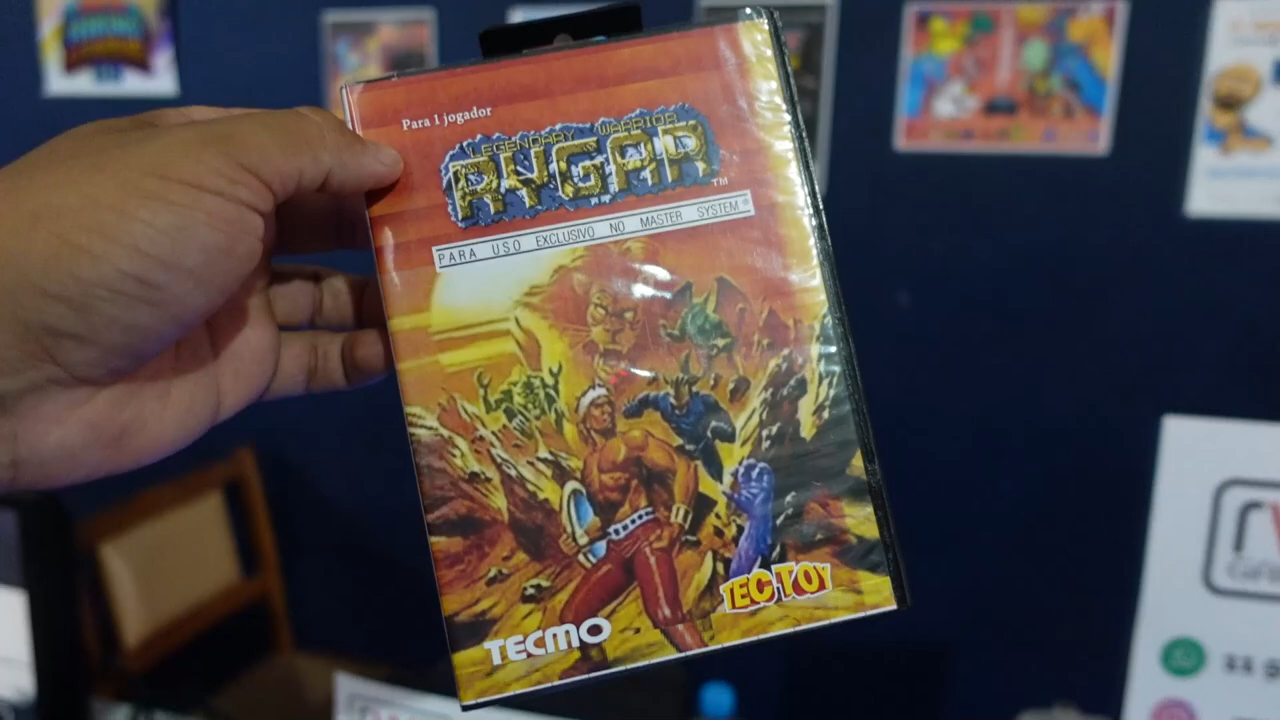 Para 1 jogador
LEGENDARY WARRIOR
RYGAR TM
PARA USO EXCLUSIVO NO MASTER SYSTEM®
TEC TOY
TECMO